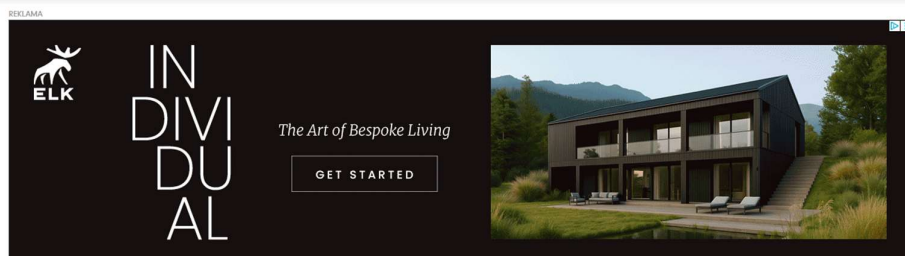 REKLAMA
ELK
IN
DIVI
DU
AL
The Art of Bespoke Living
GET STARTED